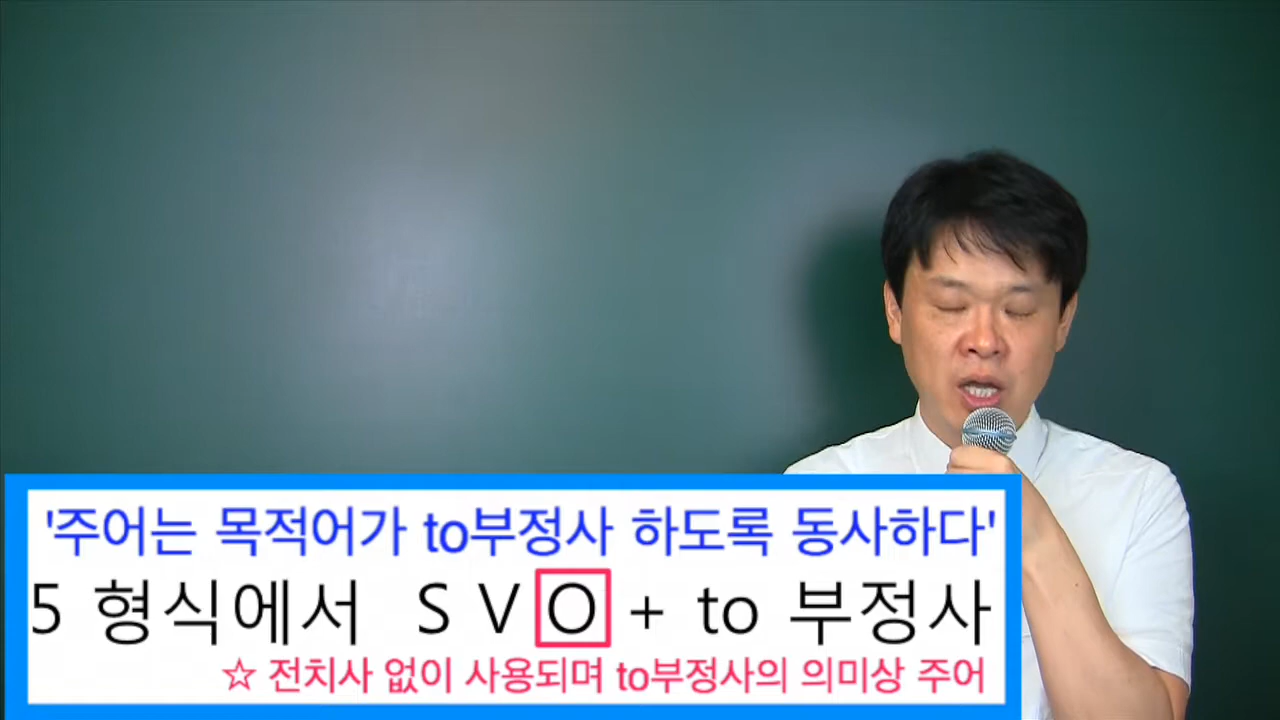 '주어는 목적어가 to부정사 하도록 동사하다'
5 형식에서 S V O + to 부정사
☆ 전치사 없이 사용되며 to부정사의 의미상 주어